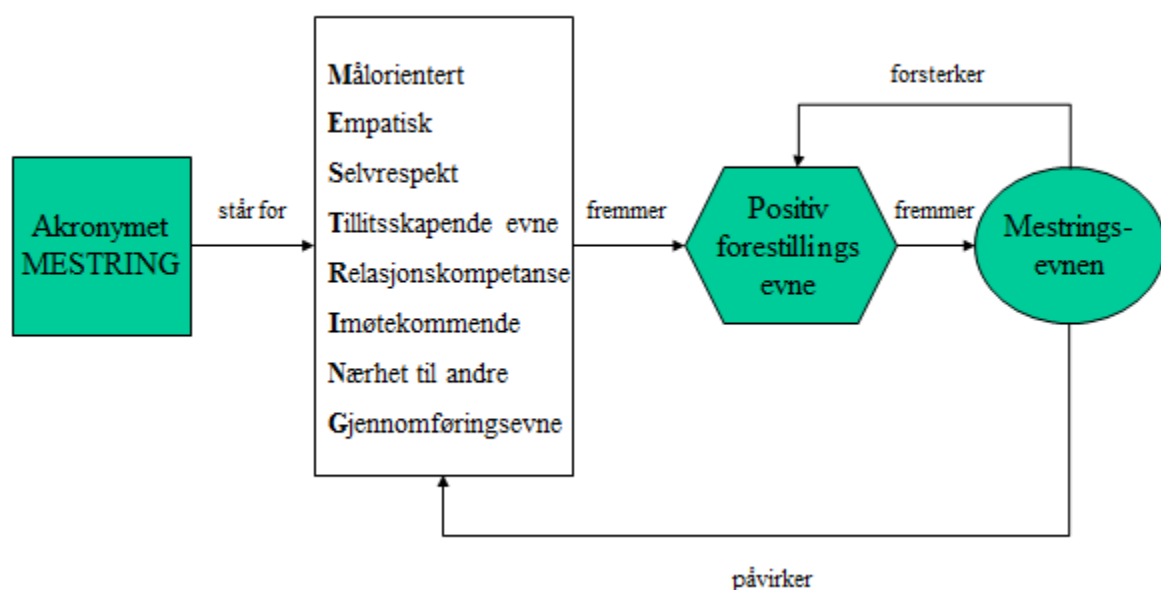 Akronymet
MESTRING
står for
Målorientert
Empatisk
Selvrespekt
Tillitsskapende evne
Relasjonskompetanse
Imøtekommende
Nærhet til andre
Gjennomføringsevne
fremmer
Positiv
forestillings
evne
fremmer
Mestrings-
evnen
forsterker
påvirker